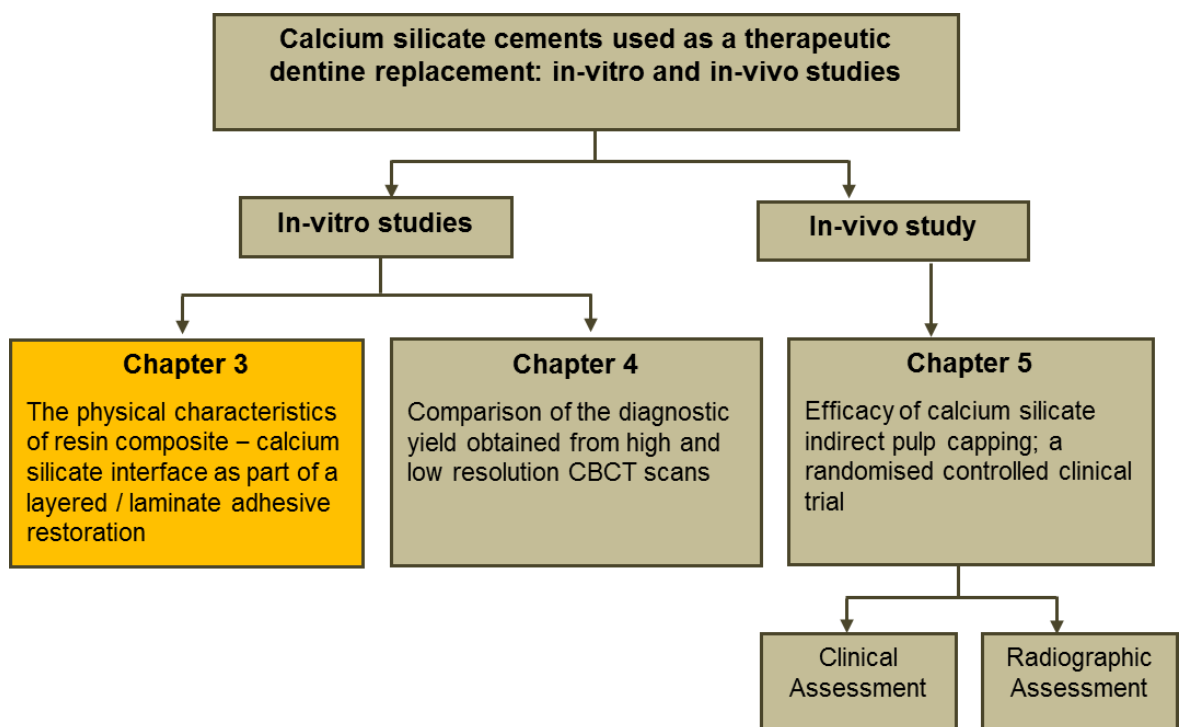 Calcium silicate cements used as a therapeutic
dentine replacement: in-vitro and in-vivo studies
In-vitro studies
In-vivo study
Chapter 3
The physical characteristics
of resin composite – calcium
silicate interface as part of a
layered / laminate adhesive
restoration
Chapter 4
Comparison of the diagnostic
yield obtained from high and
low resolution CBCT scans
Chapter 5
Efficacy of calcium silicate
indirect pulp capping; a
randomised controlled clinical
trial
Clinical
Assessment
Radiographic
Assessment